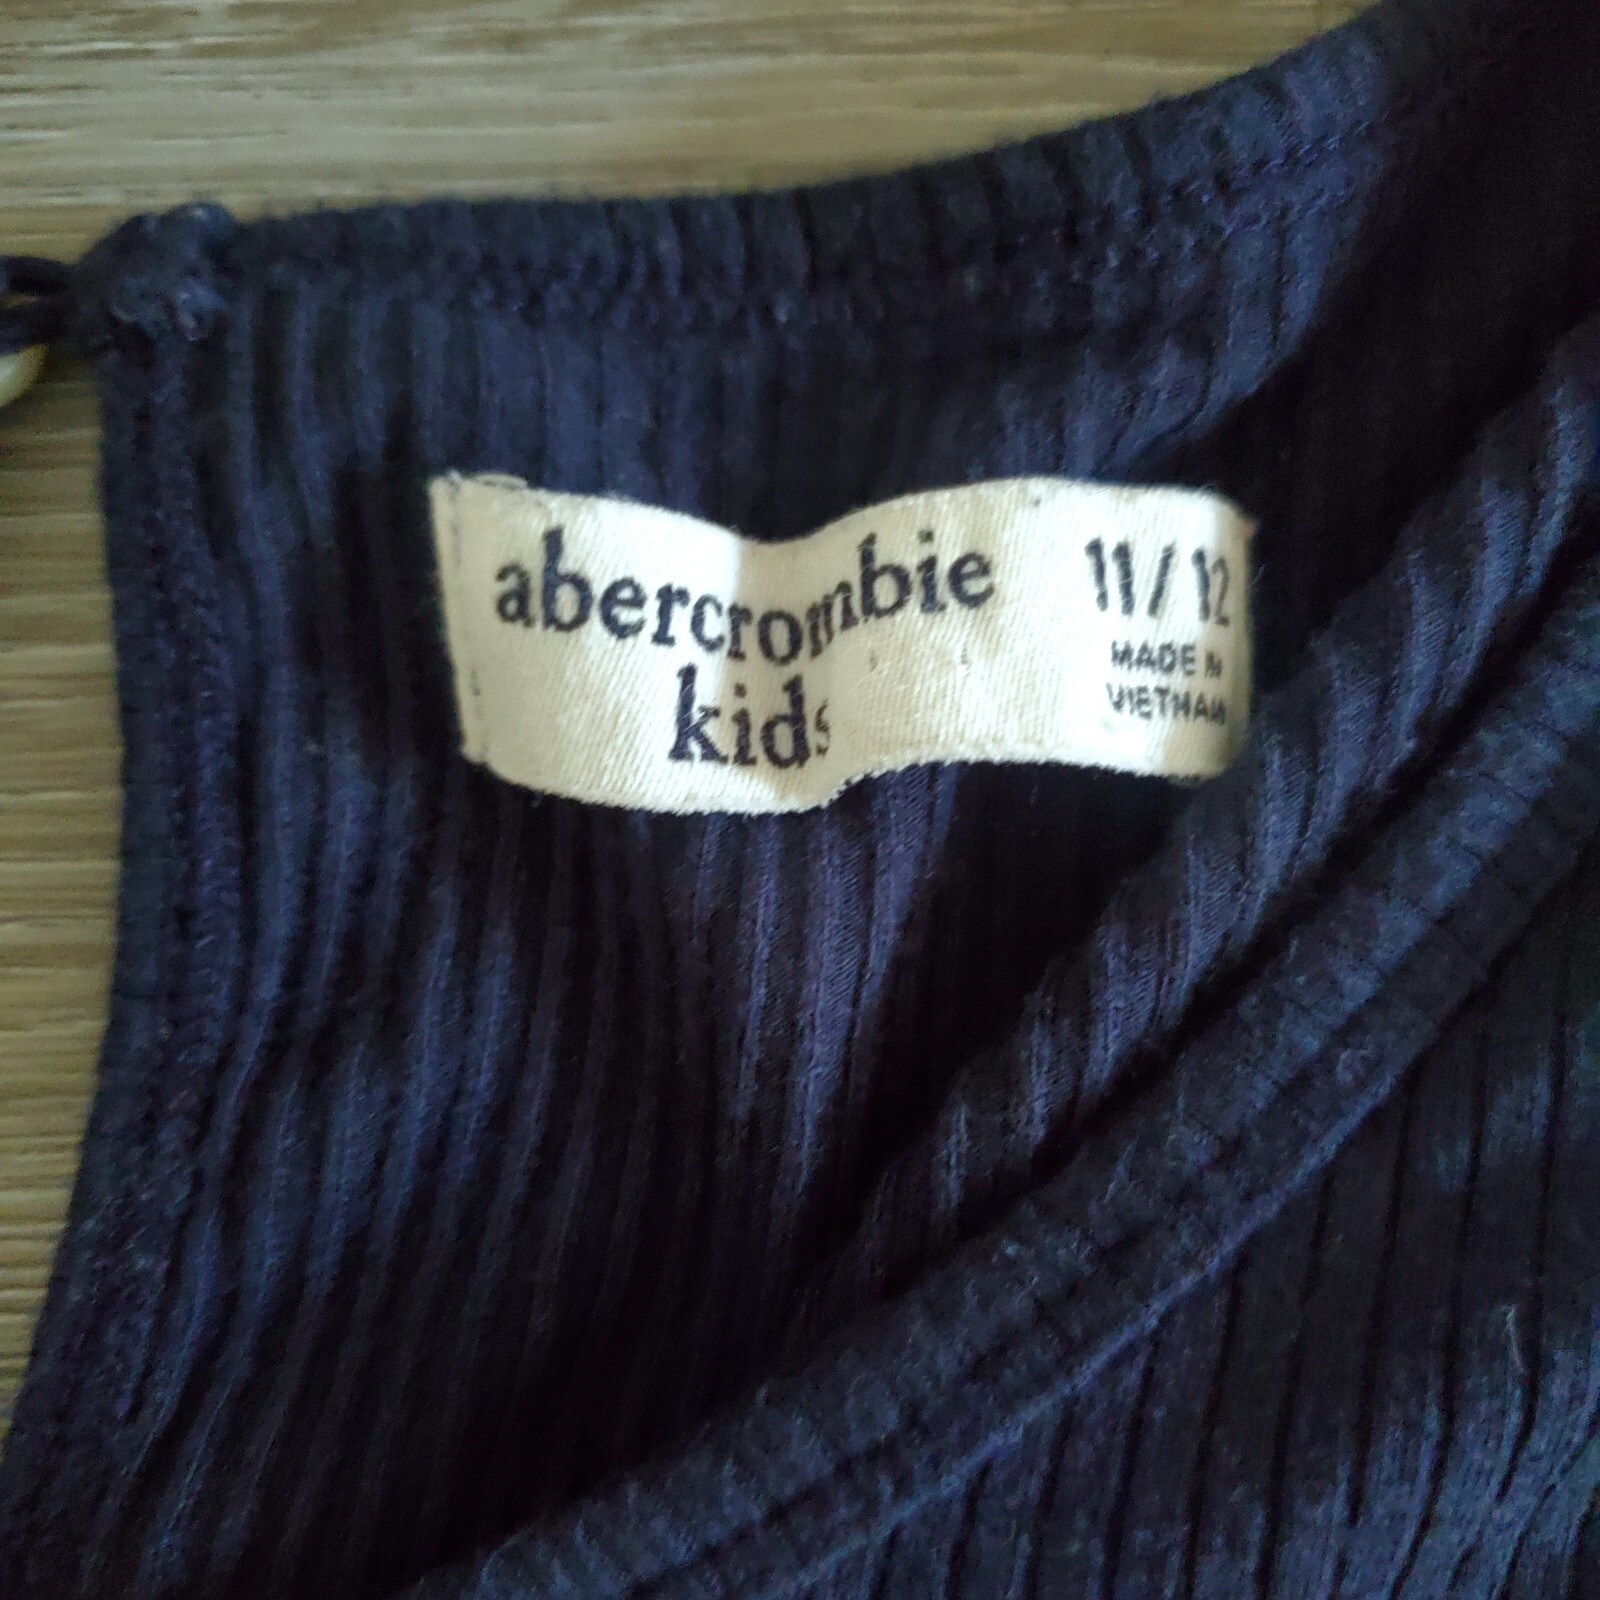 abercrombie
kids
11/12
MADE IN
VIETNAM